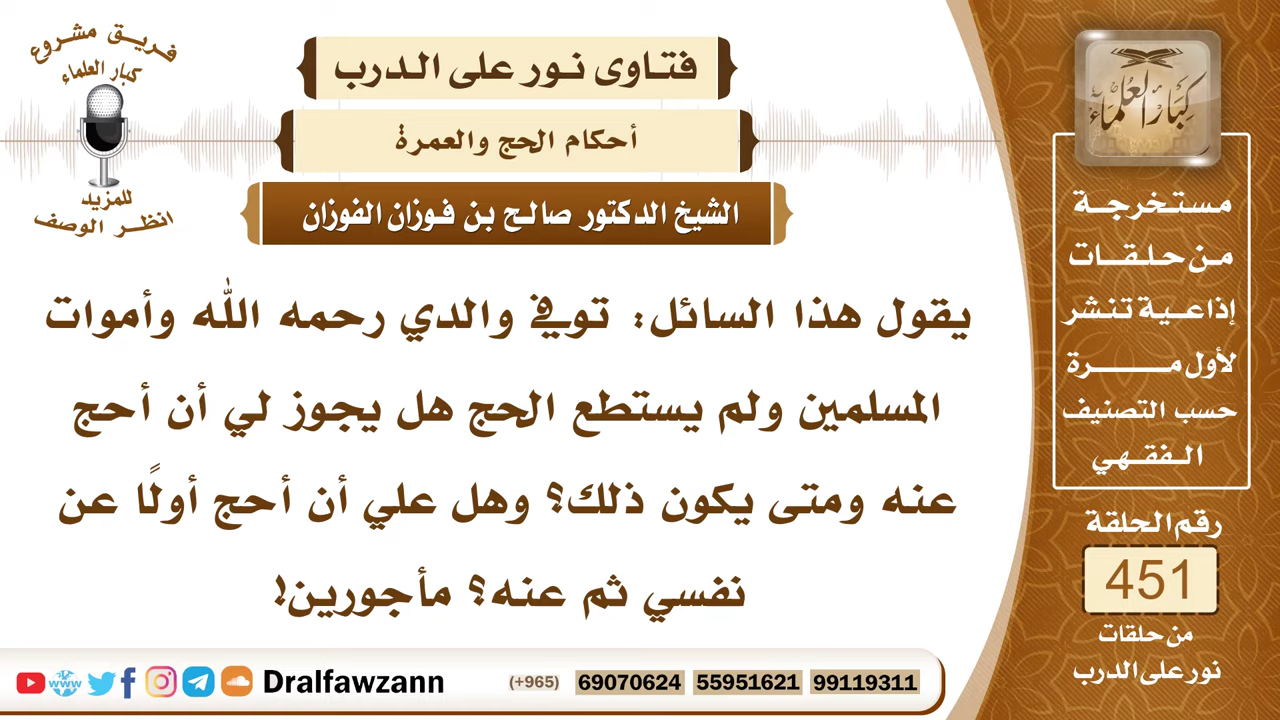 فريق مشروع
كبار العلماء
للمزيد
انظر الوصف
فتاوى نور على الدرب
أحكام الحج والعمرة
الشيخ الدكتور صالح بن فوزان الفوزان
يقول هذا السائل: توفي والدي رحمه الله وأموات
المسلمين ولم يستطع الحج هل يجوز لي أن أحج
عنه ومتى يكون ذلك؟ وهل علي أن أحج أولًا عن
نفسي ثم عنه؟ مأجورين!
كبار العلماء
مستخرجة
من حلقات
إذاعية تنشر
لأول مرة
حسب التصنيف
الفقهي
رقم الحلقة
451
من حلقات
نور على الدرب
www Dralfawzann (+965) 69070624 55951621 99119311